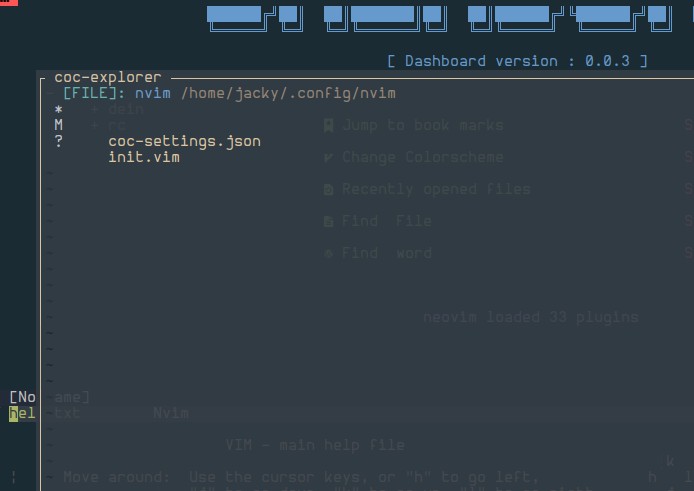 [ Dashboard version : 0.0.3 ]
coc-explorer
[FILE]: nvim /home/jacky/.config/nvim
* + dein
M + rc
? coc-settings.json
init.vim
Jump to book marks
Change Colorscheme
Recently opened files
Find File
Find word
neovim loaded 33 plugins
[No ame]
hel txt Nvim
VIM - main help file
k
Move around: Use the cursor keys, or "h" to go left, h